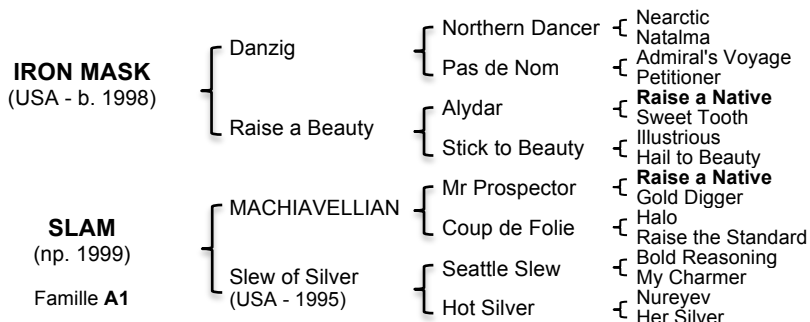 IRON MASK
(USA - b. 1998)
SLAM
(np. 1999)
Famille A1
Danzig
Raise a Beauty
MACHIAVELLIAN
Slew of Silver
(USA - 1995)
Northern Dancer
Pas de Nom
Alydar
Stick to Beauty
Mr Prospector
Coup de Folie
Seattle Slew
Hot Silver
Nearctic
Natalma
Admiral's Voyage
Petitioner
Raise a Native
Sweet Tooth
Illustrious
Hail to Beauty
Raise a Native
Gold Digger
Halo
Raise the Standard
Bold Reasoning
My Charmer
Nureyev
Her Silver